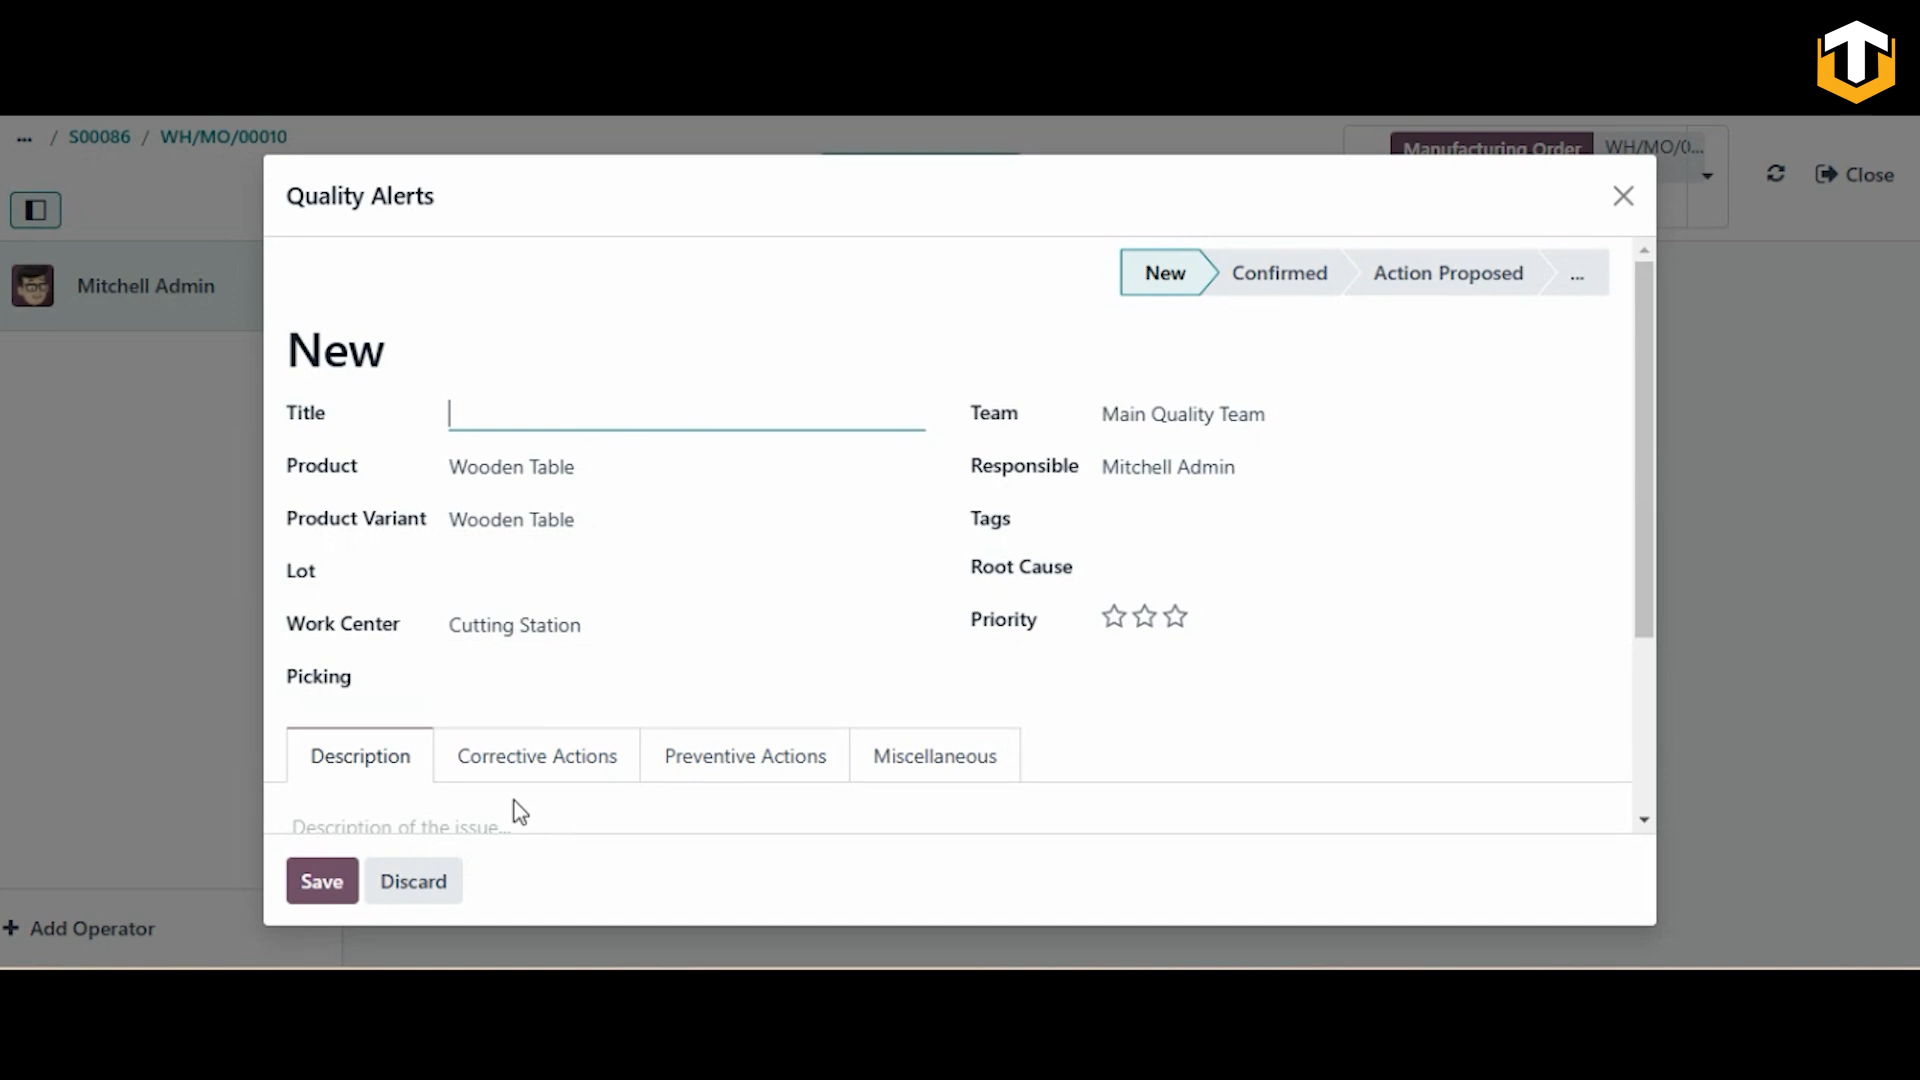 ... / S00086 / WH/MO/00010
Manufacturing Order WH/MO/0...
Close
Quality Alerts
Mitchell Admin
New Confirmed Action Proposed ...
New
Title
Team Main Quality Team
Product Wooden Table
Responsible Mitchell Admin
Product Variant Wooden Table
Tags
Lot
Root Cause
Work Center Cutting Station
Priority
Picking
Description Corrective Actions Preventive Actions Miscellaneous
Description of the issue...
Save Discard
+ Add Operator